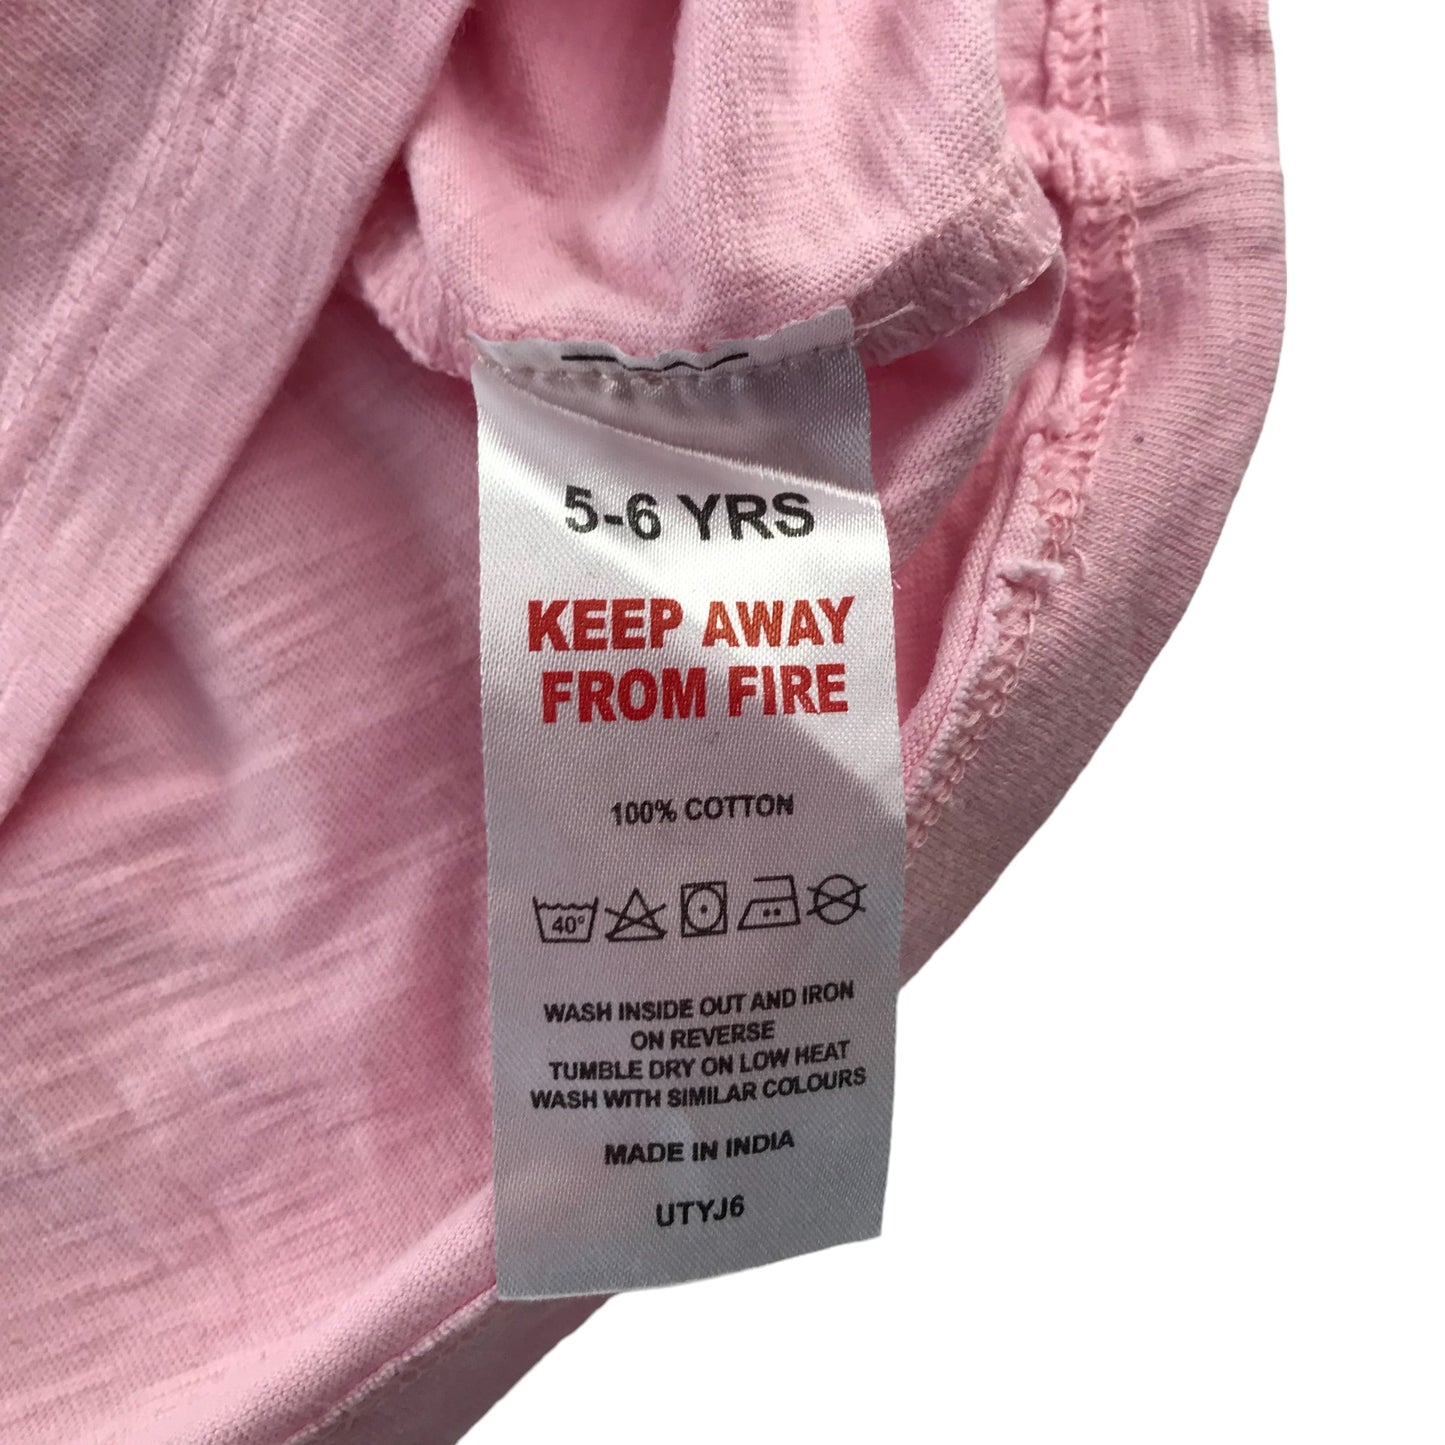 5-6 YRS
KEEP AWAY
FROM FIRE
100% COTTON
40°
WASH INSIDE OUT AND IRON
ON REVERSE
TUMBLE DRY ON LOW HEAT
WASH WITH SIMILAR COLOURS
MADE IN INDIA
UTYJ6